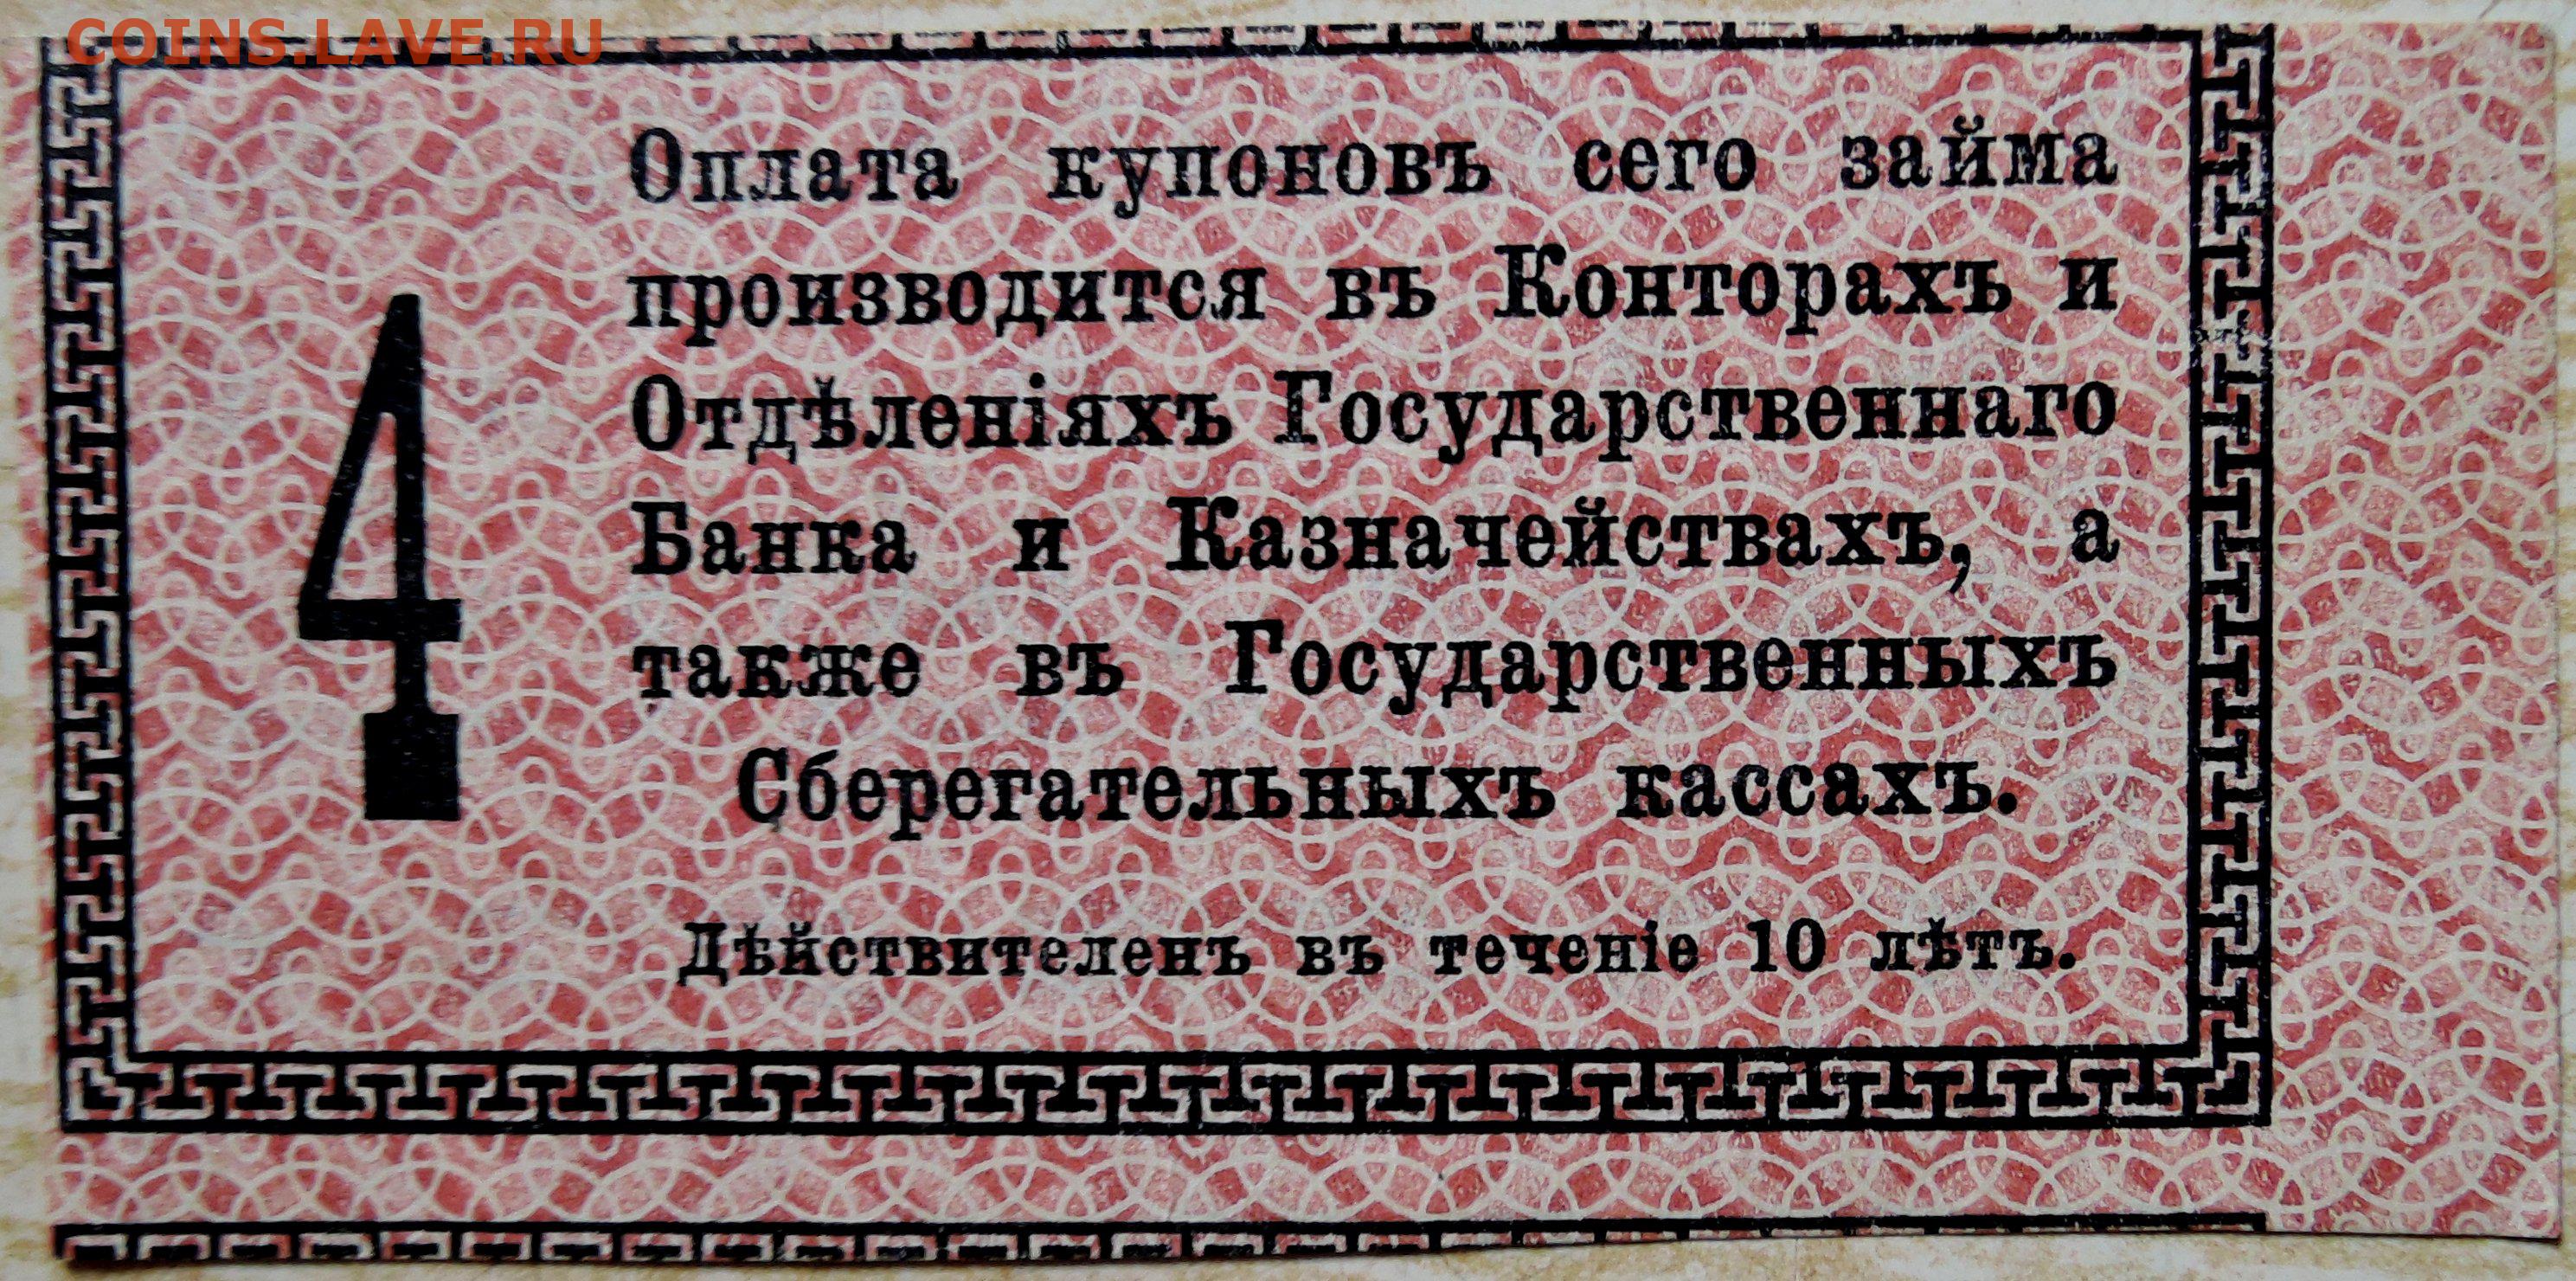 COINS.LAVE.RU
Оплата купоновъ сего займа
производится въ Конторахъ и
Отдѣленіяхъ Государственнаго
Банка и Казначействахъ, а
также въ Государственныхъ
Сберегательныхъ кассахъ.
4
Дѣйствителенъ въ теченіе 10 лѣтъ.